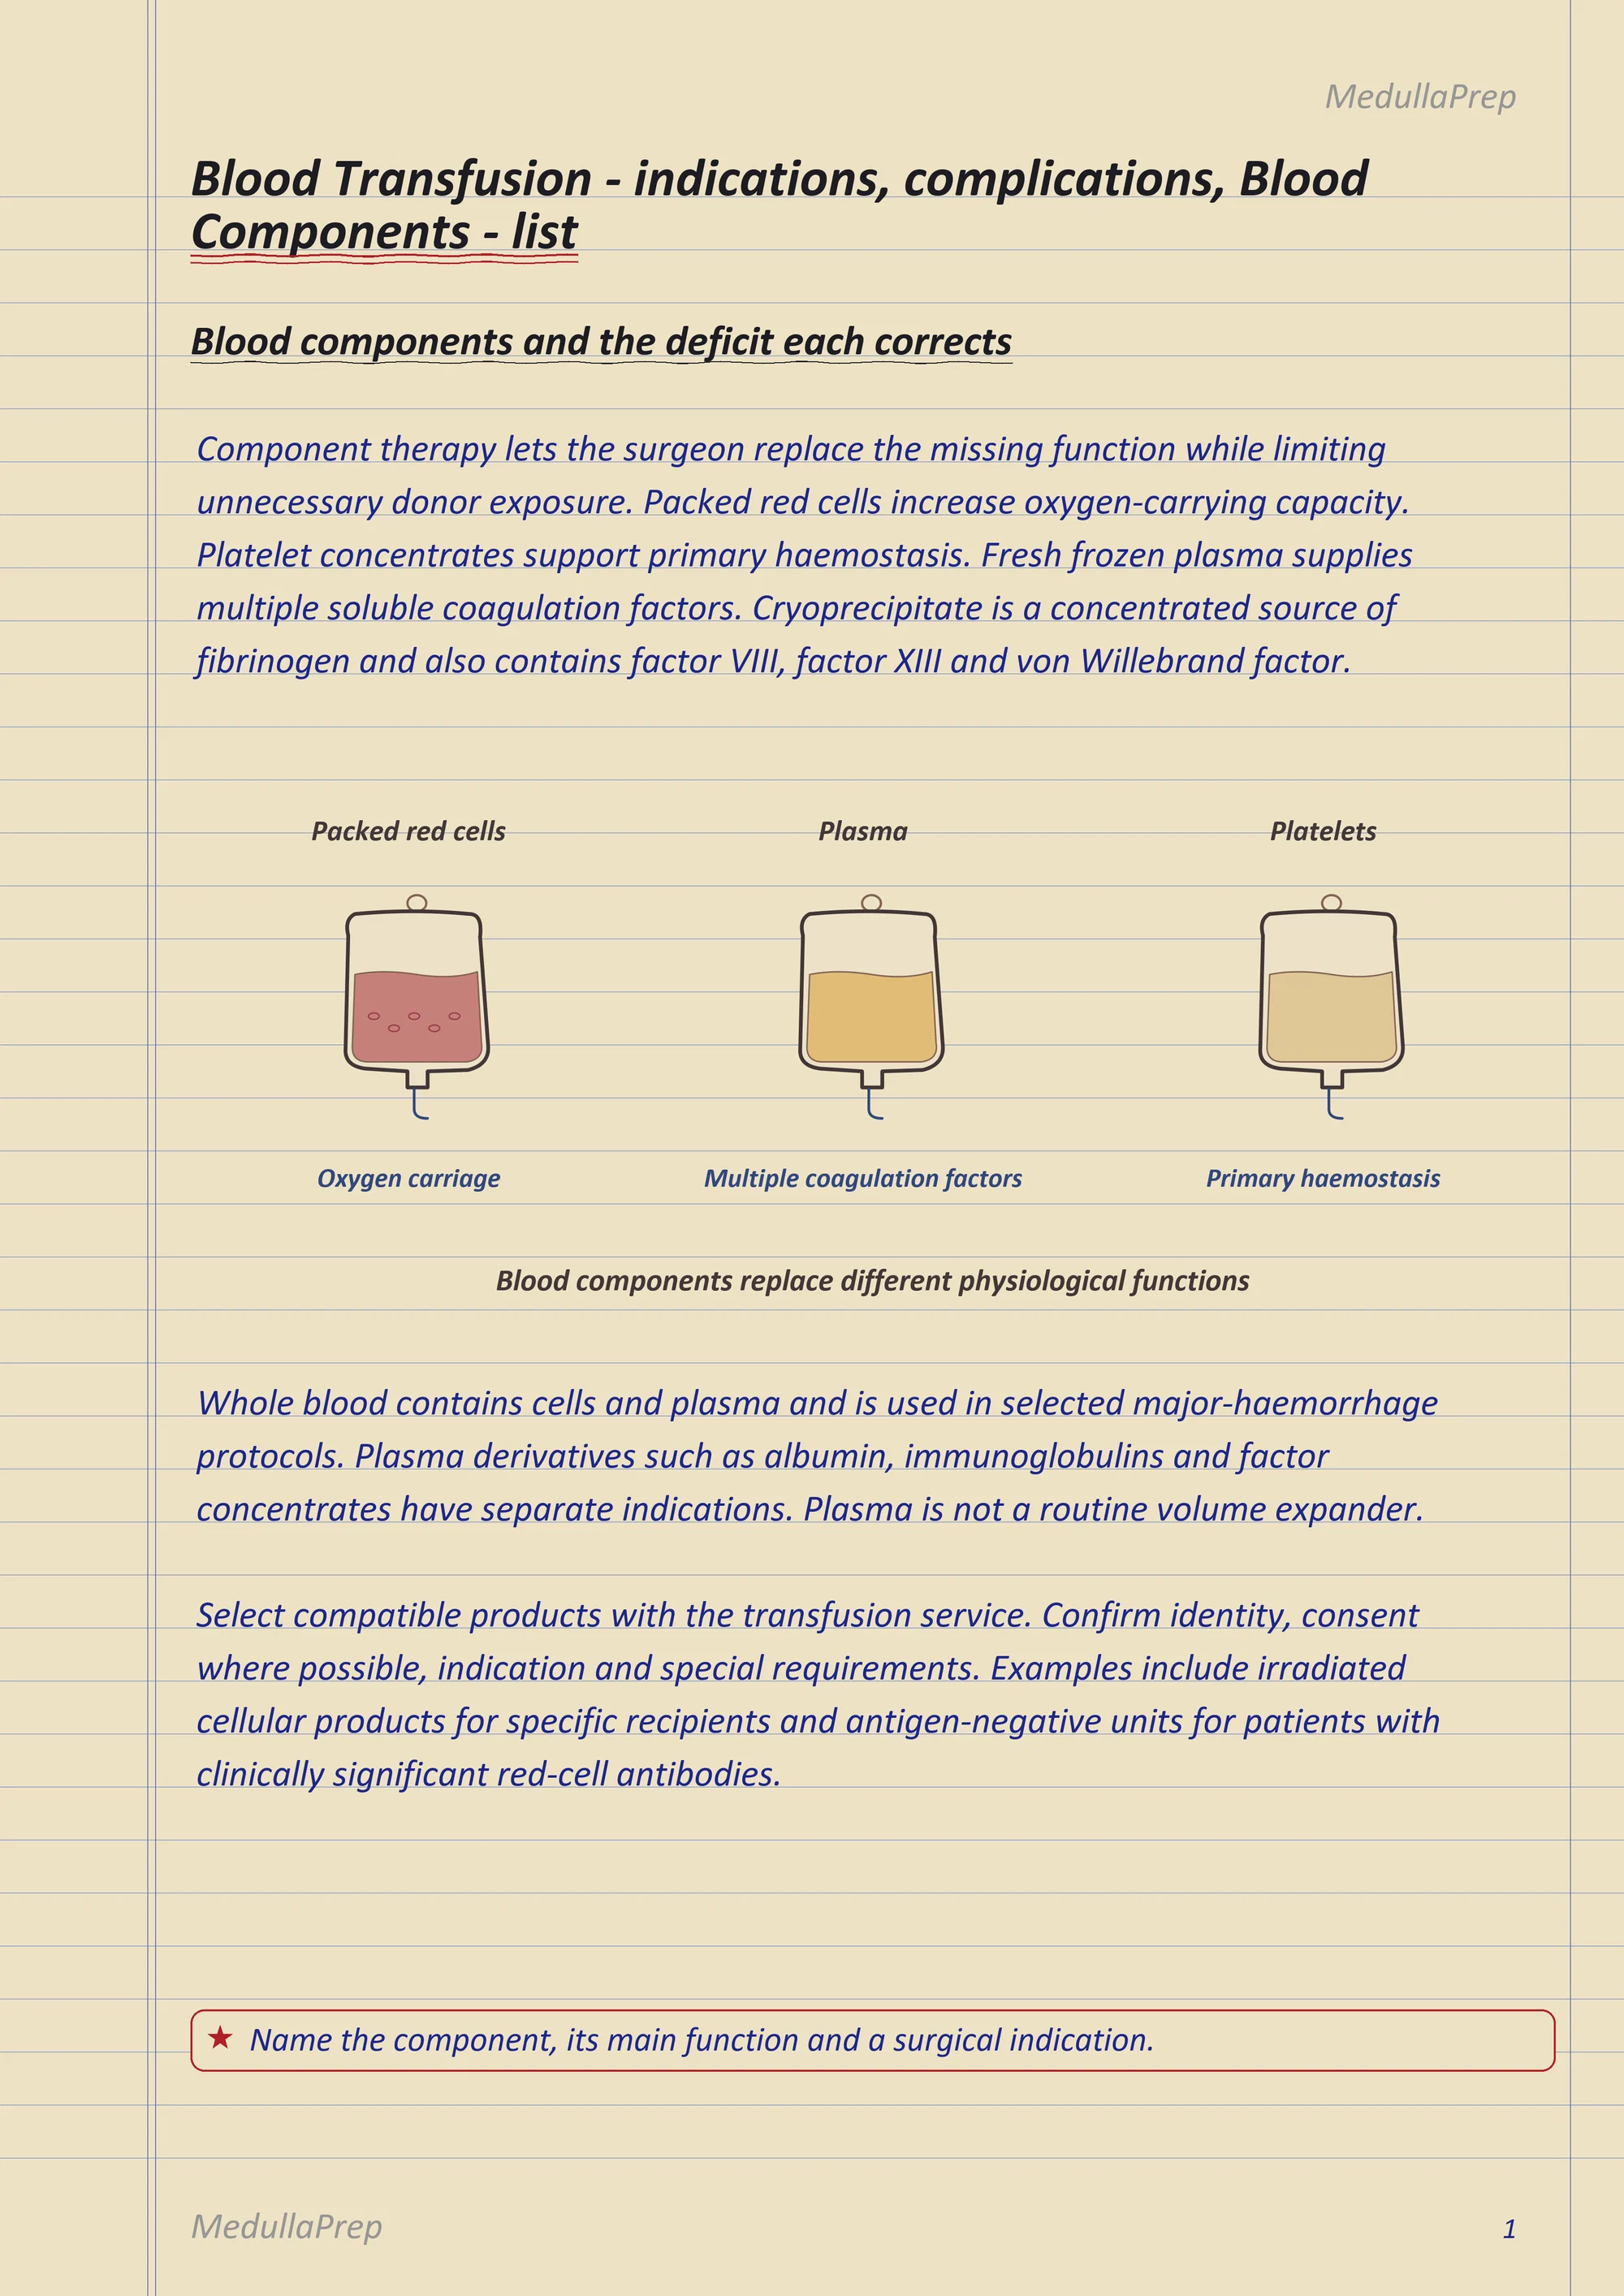 MedullaPrep
Blood Transfusion - indications, complications, Blood
Components - list
Blood components and the deficit each corrects
Component therapy lets the surgeon replace the missing function while limiting
unnecessary donor exposure. Packed red cells increase oxygen-carrying capacity.
Platelet concentrates support primary haemostasis. Fresh frozen plasma supplies
multiple soluble coagulation factors. Cryoprecipitate is a concentrated source of
fibrinogen and also contains factor VIII, factor XIII and von Willebrand factor.
Packed red cells Plasma Platelets
Oxygen carriage Multiple coagulation factors Primary haemostasis
Blood components replace different physiological functions
Whole blood contains cells and plasma and is used in selected major-haemorrhage
protocols. Plasma derivatives such as albumin, immunoglobulins and factor
concentrates have separate indications. Plasma is not a routine volume expander.
Select compatible products with the transfusion service. Confirm identity, consent
where possible, indication and special requirements. Examples include irradiated
cellular products for specific recipients and antigen-negative units for patients with
clinically significant red-cell antibodies.
★ Name the component, its main function and a surgical indication.
MedullaPrep 1